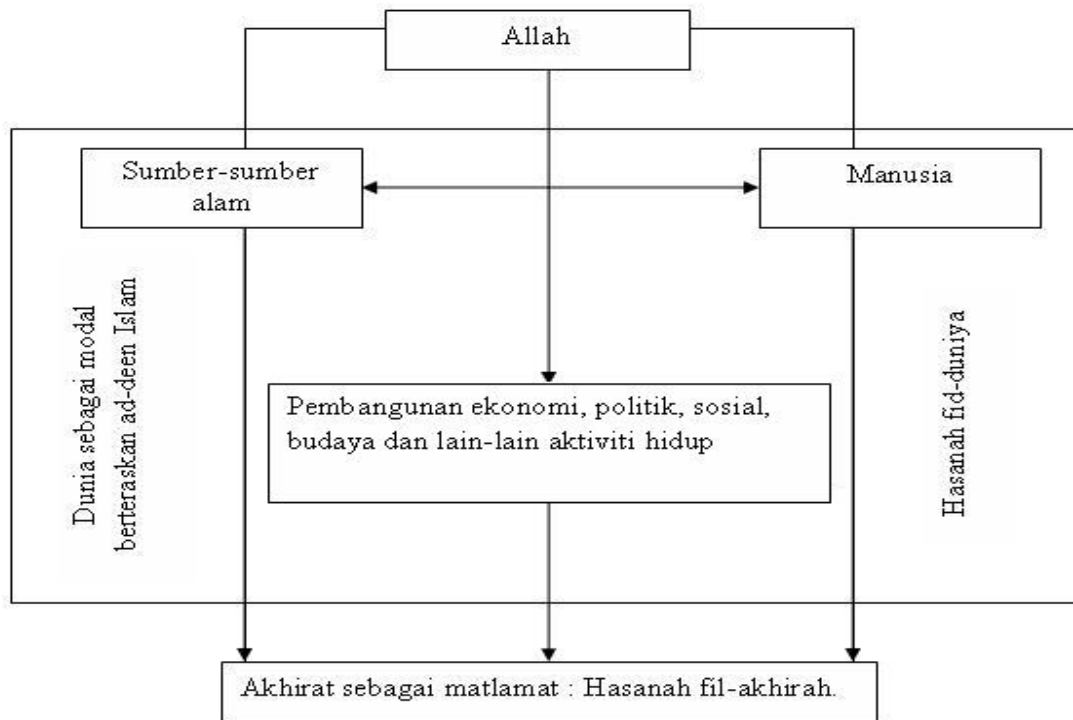 Allah
Sumber-sumber
alam
Manusia
Dunia sebagai modal
berteraskan ad-deen Islam
Hasanah fid-duniya
Pembangunan ekonomi, politik, sosial,
budaya dan lain-lain aktiviti hidup
Akhirat sebagai matlamat : Hasanah fil-akhirah.